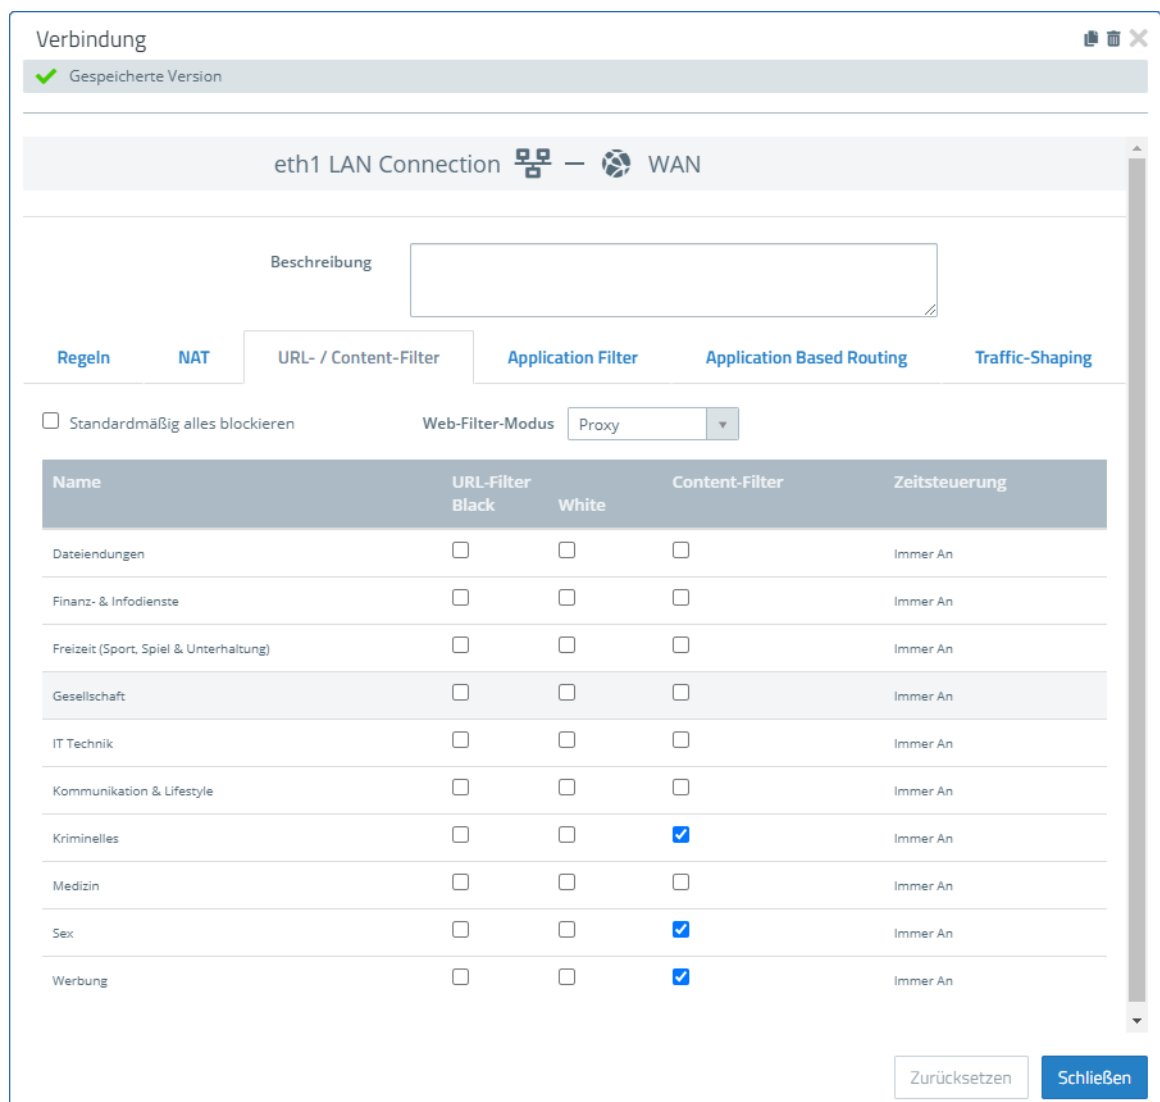 Verbindung
Gespeicherte Version
eth1 LAN Connection — WAN
Beschreibung
Regeln NAT URL- / Content-Filter Application Filter Application Based Routing Traffic-Shaping
Standardmäßig alles blockieren Web-Filter-Modus Proxy
Name URL-Filter Content-Filter Zeitsteuerung
Black White
Dateiendungen Immer An
Finanz- & Infodienste Immer An
Freizeit (Sport, Spiel & Unterhaltung) Immer An
Gesellschaft Immer An
IT Technik Immer An
Kommunikation & Lifestyle Immer An
Kriminelles Immer An
Medizin Immer An
Sex Immer An
Werbung Immer An
Zurücksetzen Schließen